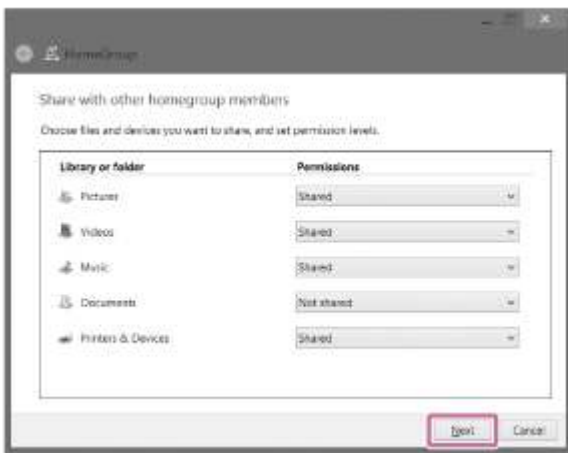 HomeGroup
Share with other homegroup members
Choose files and devices you want to share, and set permission levels.
Library or folder Permissions
Pictures Shared
Videos Shared
Music Shared
Documents Not shared
Printers & Devices Shared
Next Cancel